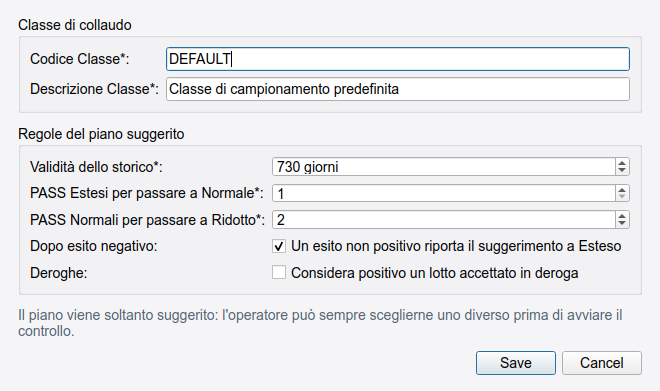 Classe di collaudo
Codice Classe*: DEFAULT
Descrizione Classe*: Classe di campionamento predefinita
Regole del piano suggerito
Validità dello storico*: 730 giorni
PASS Estesi per passare a Normale*: 1
PASS Normali per passare a Ridotto*: 2
Dopo esito negativo: Un esito non positivo riporta il suggerimento a Esteso
Deroghe: Considera positivo un lotto accettato in deroga
Il piano viene soltanto suggerito: l'operatore può sempre sceglierne uno diverso prima di avviare il
controllo.
Save Cancel